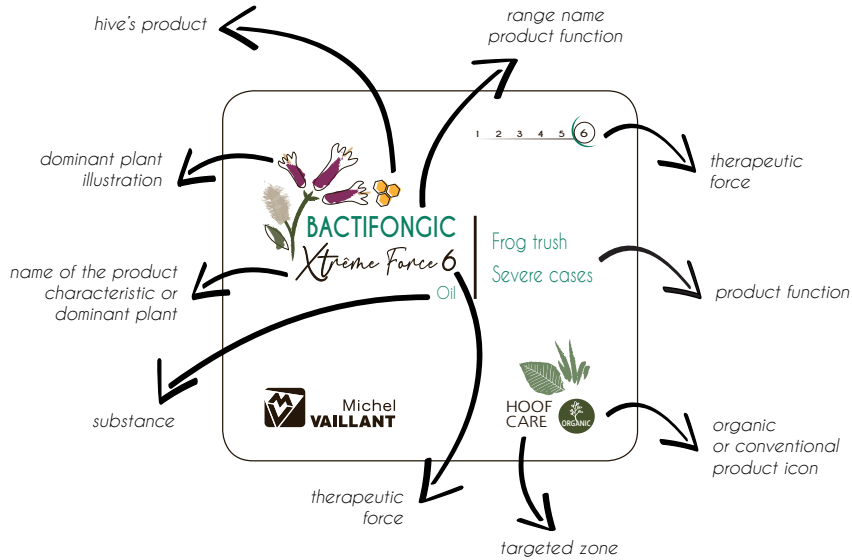 hive's product
range name
product function
1 2 3 4 5 6
dominant plant
illustration
therapeutic
force
BACTIFONGIC
Xtrême Force 6
Oil
Frog trush
Severe cases
name of the product
characteristic or
dominant plant
product function
substance
MV
Michel
VAILLANT
HOOF
CARE
ORGANIC
organic
or conventional
product icon
therapeutic
force
targeted zone